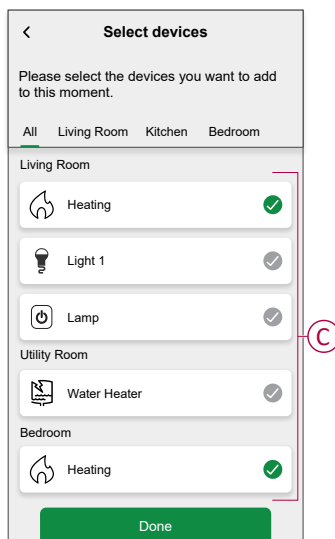 Select devices
Please select the devices you want to add
to this moment.
All Living Room Kitchen Bedroom
Living Room
Heating
Light 1
Lamp
C
Utility Room
Water Heater
Bedroom
Heating
Done